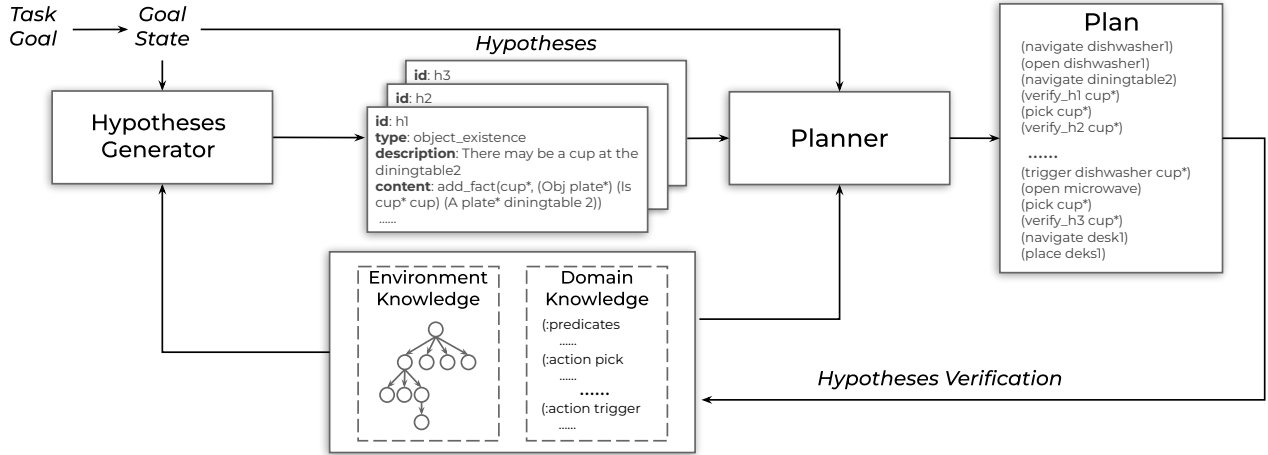 Task
Goal
Goal
State
Hypotheses
Hypotheses
Generator
id: h3
id: h2
id: h1
type: object_existence
description: There may be a cup at the
diningtable2
content: add_fact(cup*, (Obj plate*) (Is
cup* cup) (A plate* diningtable 2))
......
Planner
Plan
(navigate dishwasher1)
(open dishwasher1)
(navigate diningtable2)
(verify_h1 cup*)
(pick cup*)
(verify_h2 cup*)
......
(trigger dishwasher cup*)
(open microwave)
(pick cup*)
(verify_h3 cup*)
(navigate desk1)
(place deks1)
Environment
Knowledge
Domain
Knowledge
(:predicates
......
(:action pick
......
......
(:action trigger
......
Hypotheses Verification